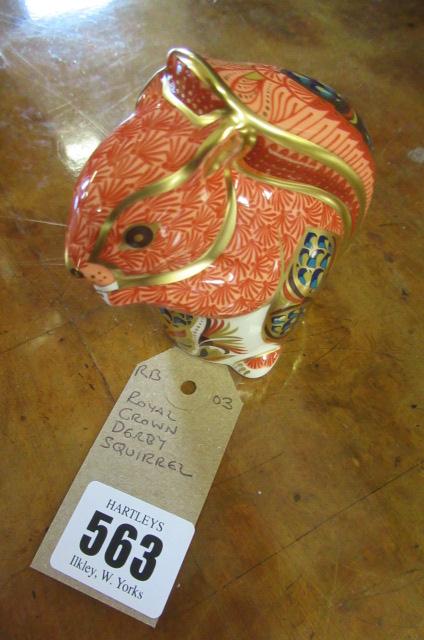 RB 03
ROYAL
CROWN
DERBY
SQUIRREL
HARTLEYS
563
Ilkley, W. Yorks